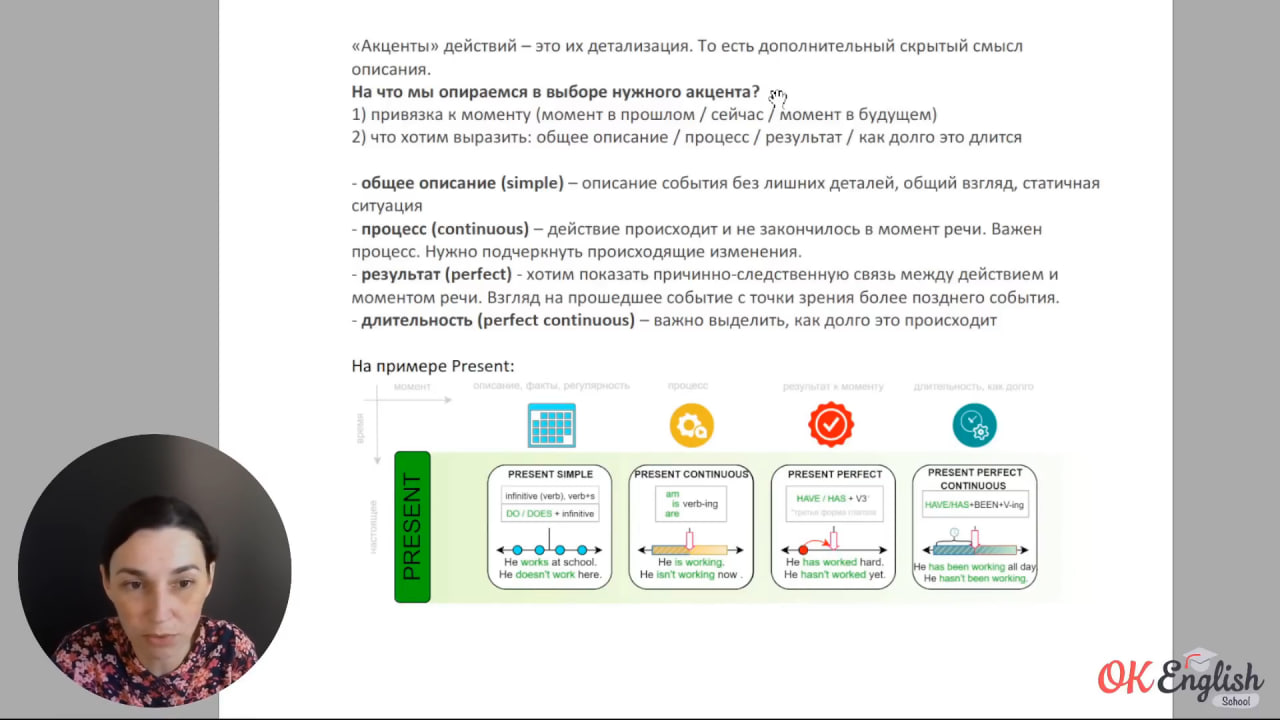 «Акценты» действий – это их детализация. То есть дополнительный скрытый смысл
описания.
На что мы опираемся в выборе нужного акцента?
1) привязка к моменту (момент в прошлом / сейчас / момент в будущем)
2) что хотим выразить: общее описание / процесс / результат / как долго это длится
- общее описание (simple) – описание события без лишних деталей, общий взгляд, статичная
ситуация
- процесс (continuous) – действие происходит и не закончилось в момент речи. Важен
процесс. Нужно подчеркнуть происходящие изменения.
- результат (perfect) - хотим показать причинно-следственную связь между действием и
моментом речи. Взгляд на прошедшее событие с точки зрения более позднего события.
- длительность (perfect continuous) – важно выделить, как долго это происходит
На примере Present:
момент
описание, факты, регулярность
процесс
результат к моменту
длительность, как долго
время
настоящее
PRESENT
PRESENT SIMPLE
infinitive (verb), verb+s
DO / DOES + infinitive
He works at school.
He doesn't work here.
PRESENT CONTINUOUS
am
is verb-ing
are
He is working.
He isn't working now .
PRESENT PERFECT
HAVE / HAS + V3*
*третья форма глагола
He has worked hard.
He hasn't worked yet.
PRESENT PERFECT
CONTINUOUS
HAVE/HAS+BEEN+V-ing
He has been working all day.
He hasn't been working.
OK English
School